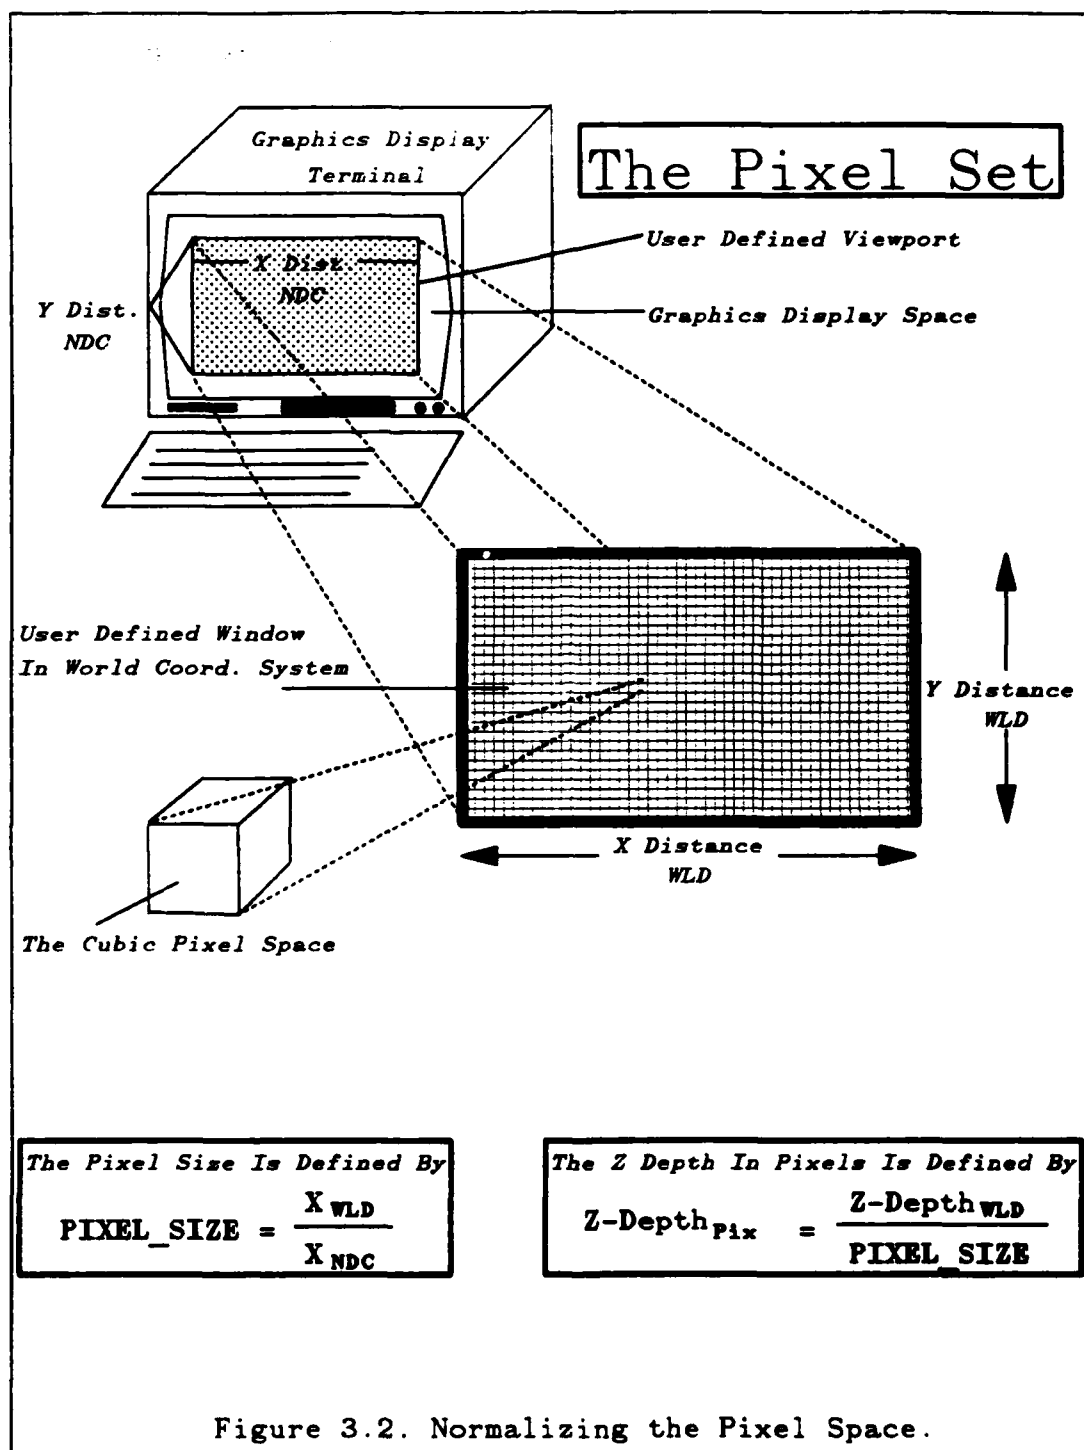 Graphics Display
Terminal
The Pixel Set
User Defined Viewport
X Dist
NDC
Y Dist.
NDC
Graphics Display Space
User Defined Window
In World Coord. System
Y Distance
WLD
X Distance
WLD
The Cubic Pixel Space
The Pixel Size Is Defined By
PIXEL_SIZE = X WLD / X NDC
The Z Depth In Pixels Is Defined By
Z-Depth Pix = Z-Depth WLD / PIXEL_SIZE
Figure 3.2. Normalizing the Pixel Space.